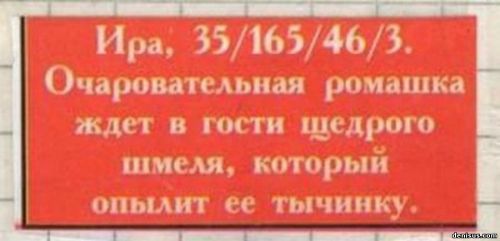 Ира, 35/165/46/3.
Очаровательная ромашка
ждет в гости щедрого
шмеля, который
опылит ее тычинку.
denisus.com